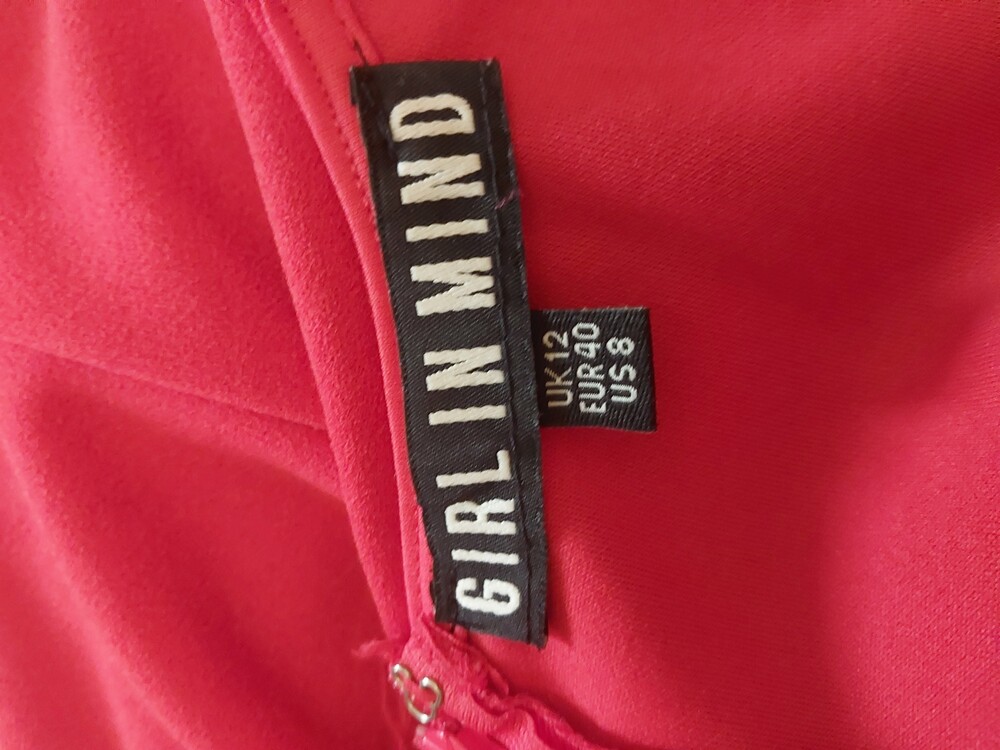 GIRL IN MIND
UK 12
EUR 40
US 8